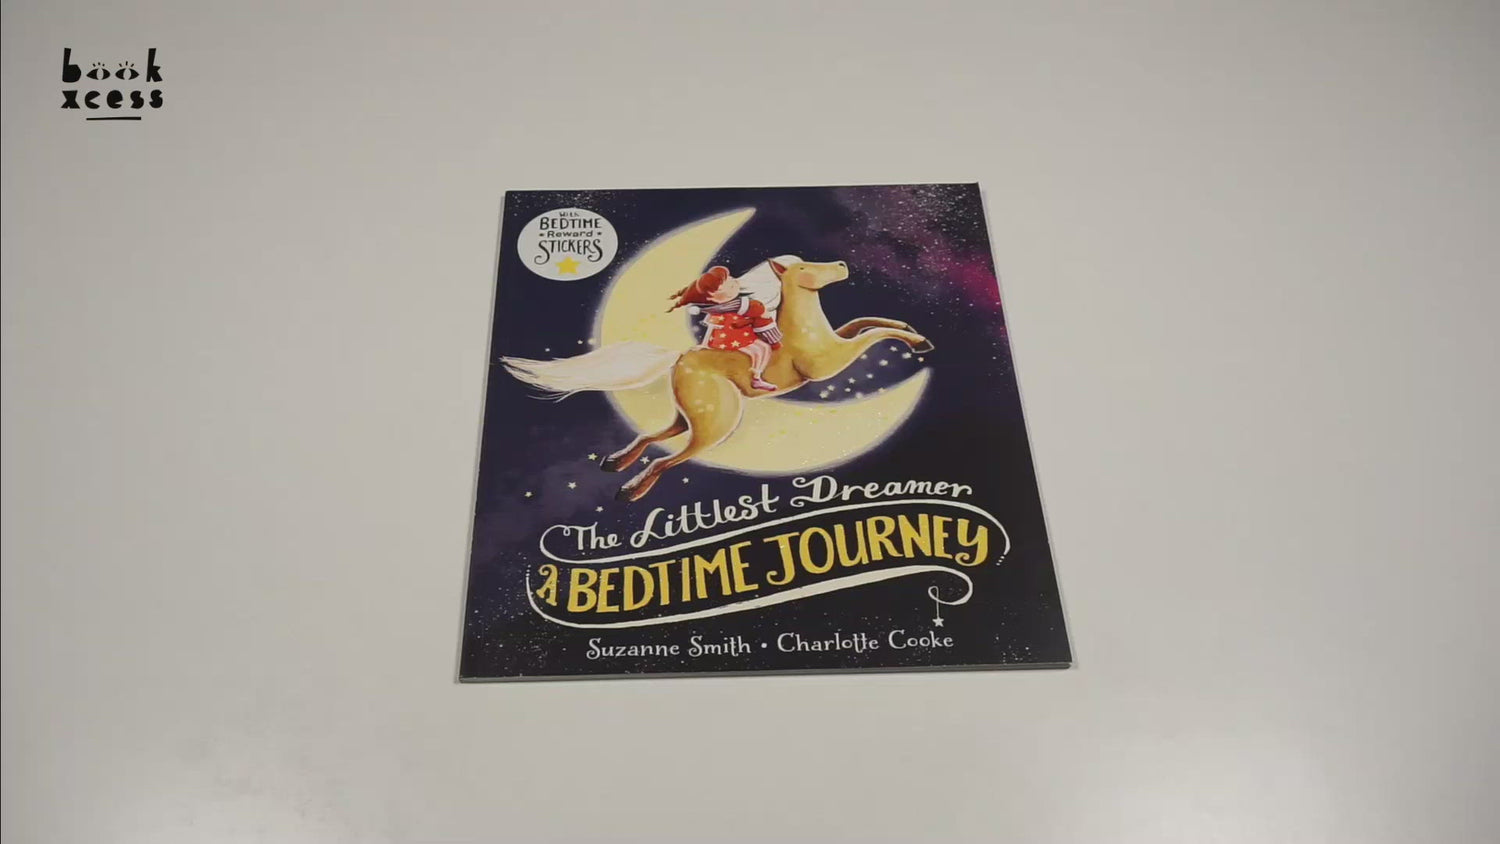 book
xcess
With
BEDTIME
Reward
STICKERS
The Littlest Dreamer
A BEDTIME JOURNEY
Suzanne Smith • Charlotte Cooke